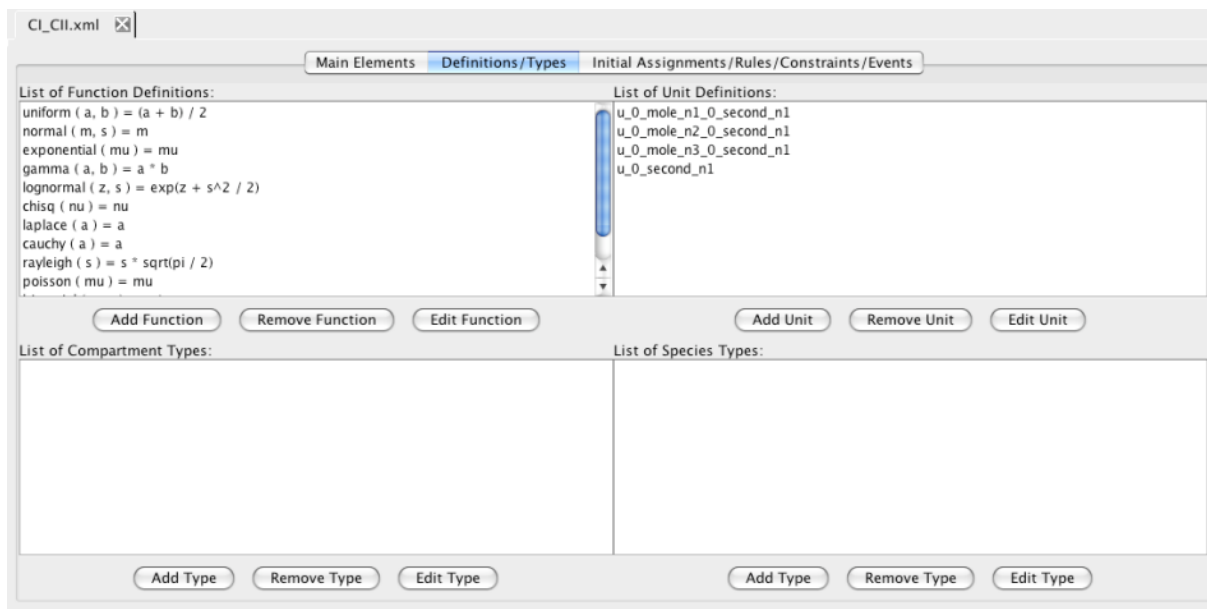 CI_CII.xml
Main Elements Definitions/Types Initial Assignments/Rules/Constraints/Events
List of Function Definitions:
uniform ( a, b ) = (a + b) / 2
normal ( m, s ) = m
exponential ( mu ) = mu
gamma ( a, b ) = a * b
lognormal ( z, s ) = exp(z + s^2 / 2)
chisq ( nu ) = nu
laplace ( a ) = a
cauchy ( a ) = a
rayleigh ( s ) = s * sqrt(pi / 2)
poisson ( mu ) = mu
Add Function Remove Function Edit Function
List of Unit Definitions:
u_0_mole_n1_0_second_n1
u_0_mole_n2_0_second_n1
u_0_mole_n3_0_second_n1
u_0_second_n1
Add Unit Remove Unit Edit Unit
List of Compartment Types:
Add Type Remove Type Edit Type
List of Species Types:
Add Type Remove Type Edit Type